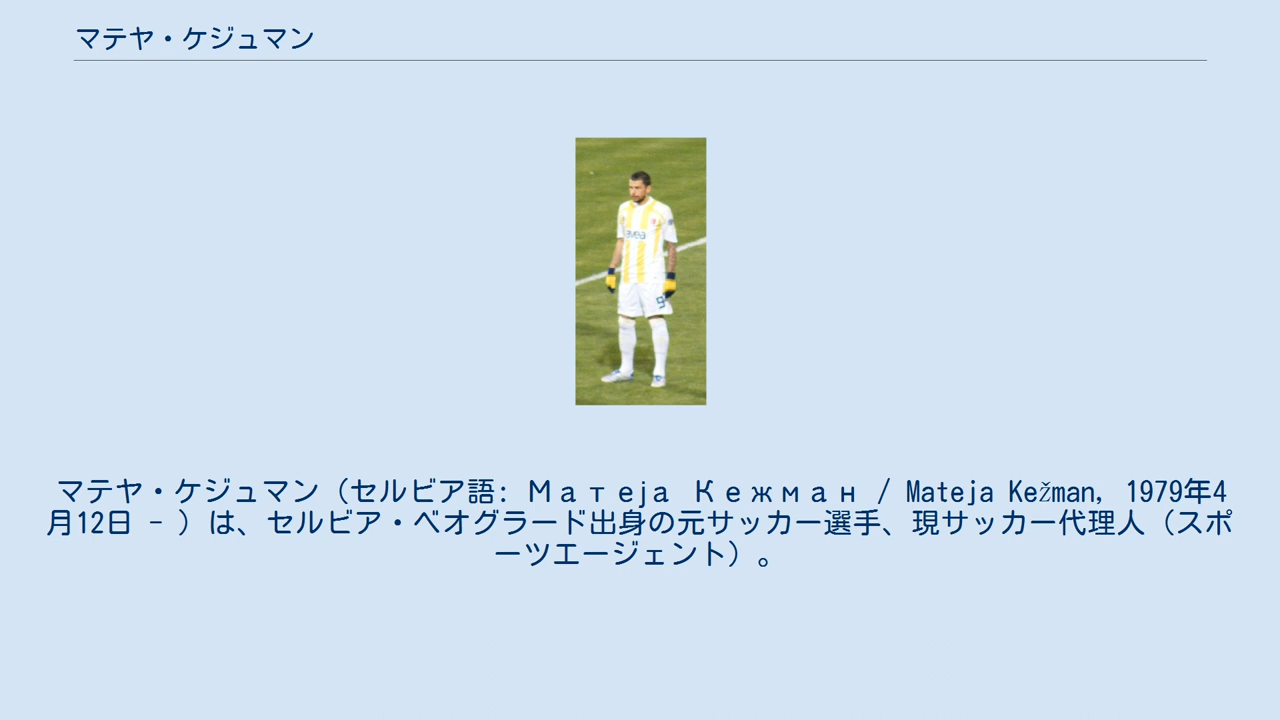 マテヤ・ケジュマン
avea
9
マテヤ・ケジュマン（セルビア語: Матеја Кежман / Mateja Kežman, 1979年4
月12日 - ）は、セルビア・ベオグラード出身の元サッカー選手、現サッカー代理人（スポ
ーツエージェント）。